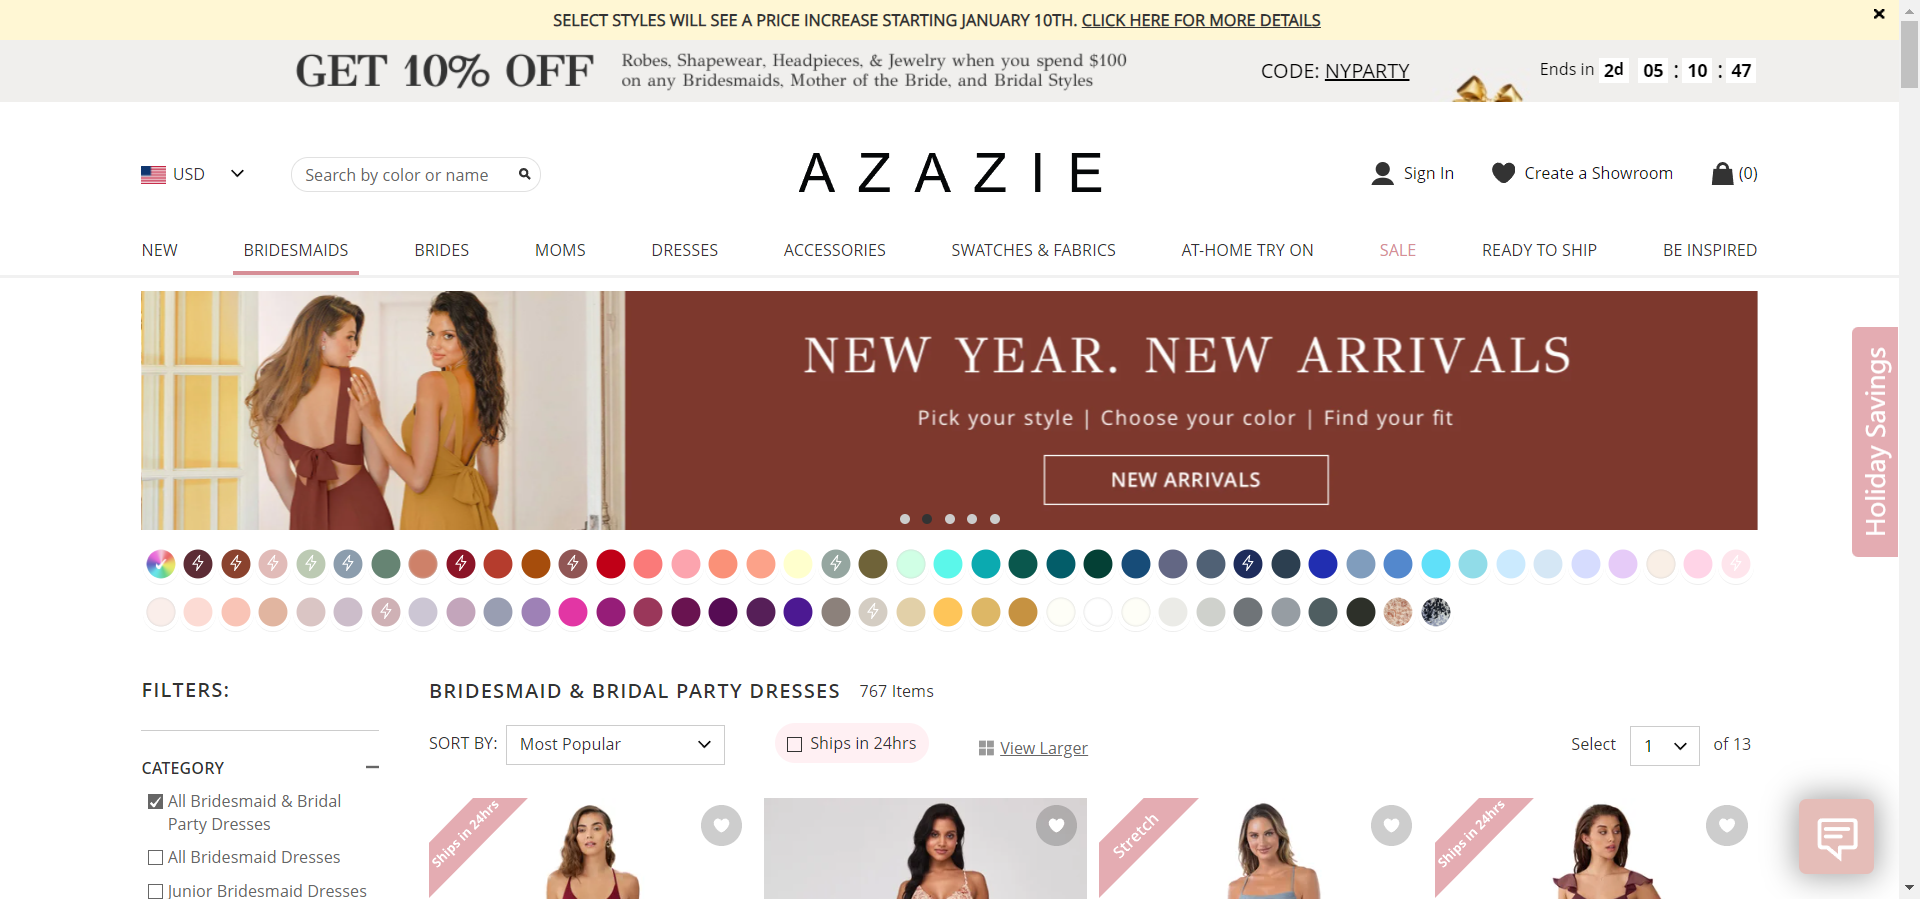 SELECT STYLES WILL SEE A PRICE INCREASE STARTING JANUARY 10TH. CLICK HERE FOR MORE DETAILS
GET 10% OFF
Robes, Shapewear, Headpieces, & Jewelry when you spend $100
on any Bridesmaids, Mother of the Bride, and Bridal Styles
CODE: NYPARTY
Ends in 2d 05 : 10 : 47
USD
Search by color or name
AZAZIE
Sign In
Create a Showroom
(0)
NEW BRIDESMAIDS BRIDES MOMS DRESSES ACCESSORIES SWATCHES & FABRICS AT-HOME TRY ON SALE READY TO SHIP BE INSPIRED
NEW YEAR. NEW ARRIVALS
Pick your style | Choose your color | Find your fit
NEW ARRIVALS
Holiday Savings
FILTERS:
CATEGORY
All Bridesmaid & Bridal
Party Dresses
All Bridesmaid Dresses
Junior Bridesmaid Dresses
BRIDESMAID & BRIDAL PARTY DRESSES 767 Items
SORT BY: Most Popular
Ships in 24hrs
View Larger
Select 1 of 13
Ships in 24hrs
Stretch
Ships in 24hrs